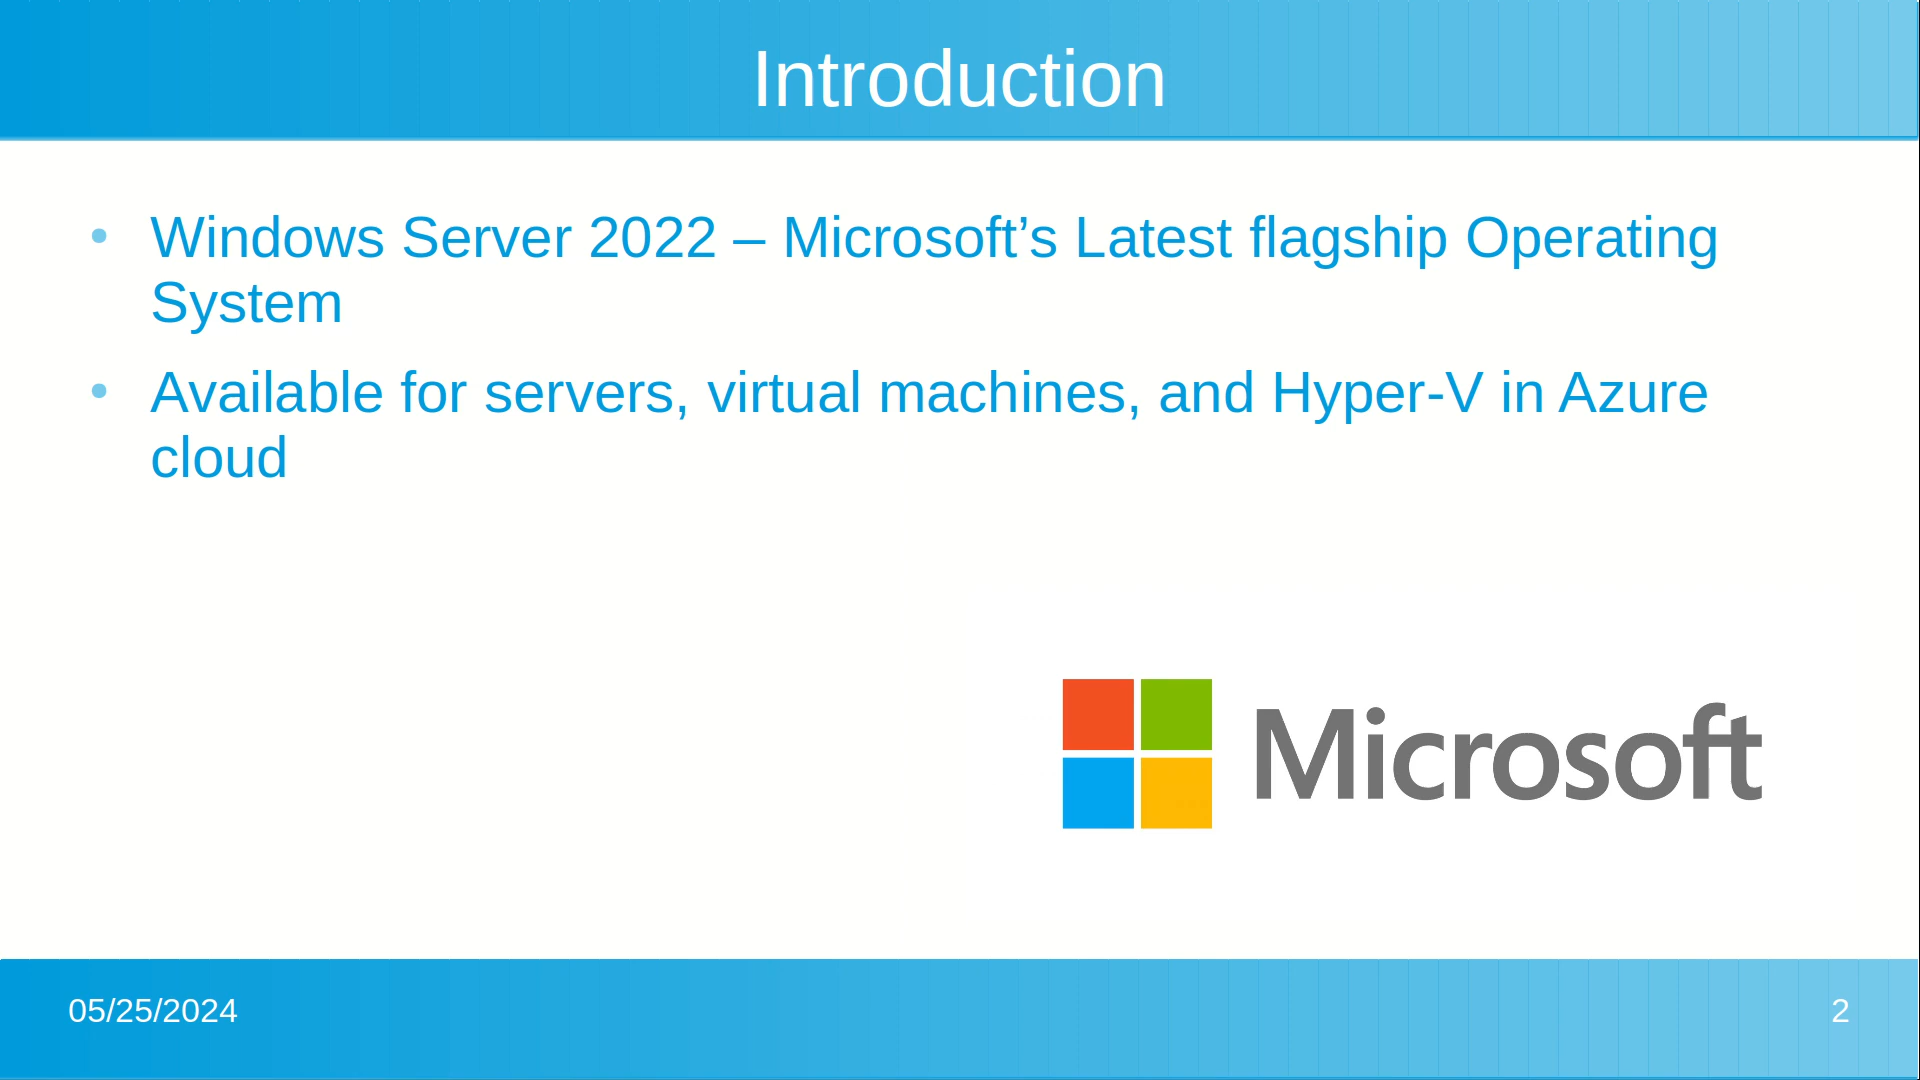 Introduction
• Windows Server 2022 – Microsoft’s Latest flagship Operating
System
• Available for servers, virtual machines, and Hyper-V in Azure
cloud
Microsoft
05/25/2024
2